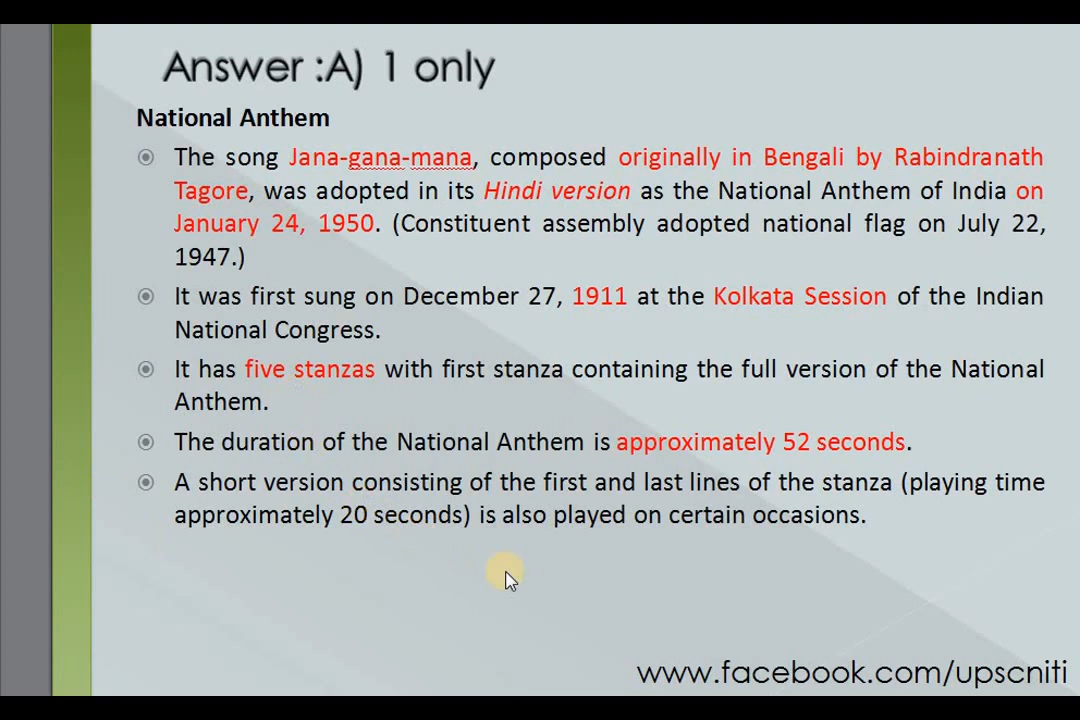 Answer :A) 1 only
National Anthem
The song Jana-gana-mana, composed originally in Bengali by Rabindranath
Tagore, was adopted in its Hindi version as the National Anthem of India on
January 24, 1950. (Constituent assembly adopted national flag on July 22,
1947.)
It was first sung on December 27, 1911 at the Kolkata Session of the Indian
National Congress.
It has five stanzas with first stanza containing the full version of the National
Anthem.
The duration of the National Anthem is approximately 52 seconds.
A short version consisting of the first and last lines of the stanza (playing time
approximately 20 seconds) is also played on certain occasions.
www.facebook.com/upscniti